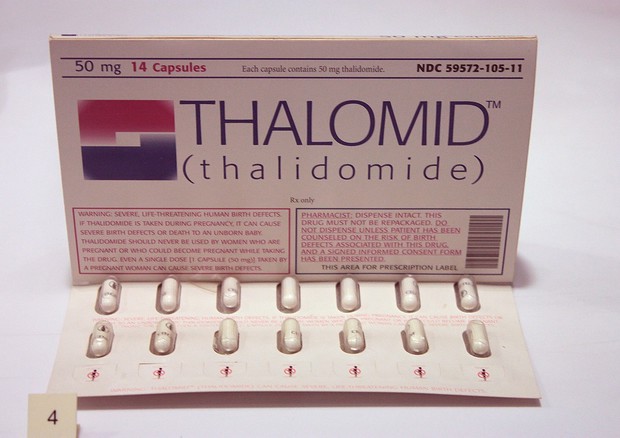 50 mg 14 Capsules Each capsule contains 50 mg thalidomide. NDC 59572-105-11
THALOMID™
(thalidomide)
Rx only
WARNING: SEVERE, LIFE-THREATENING HUMAN BIRTH DEFECTS.
IF THALIDOMIDE IS TAKEN DURING PREGNANCY, IT CAN CAUSE
SEVERE BIRTH DEFECTS OR DEATH TO AN UNBORN BABY.
THALIDOMIDE SHOULD NEVER BE USED BY WOMEN WHO ARE
PREGNANT OR WHO COULD BECOME PREGNANT WHILE TAKING
THE DRUG. EVEN A SINGLE DOSE [1 CAPSULE (50 mg)] TAKEN BY
A PREGNANT WOMAN CAN CAUSE SEVERE BIRTH DEFECTS.
PHARMACIST: DISPENSE INTACT. THIS
DRUG MUST NOT BE REPACKAGED. DO
NOT DISPENSE UNLESS PATIENT HAS BEEN
COUNSELED ON THE RISK OF BIRTH
DEFECTS ASSOCIATED WITH THIS DRUG,
AND A SIGNED INFORMED CONSENT FORM
HAS BEEN PRESENTED.
THIS AREA FOR PRESCRIPTION LABEL
4